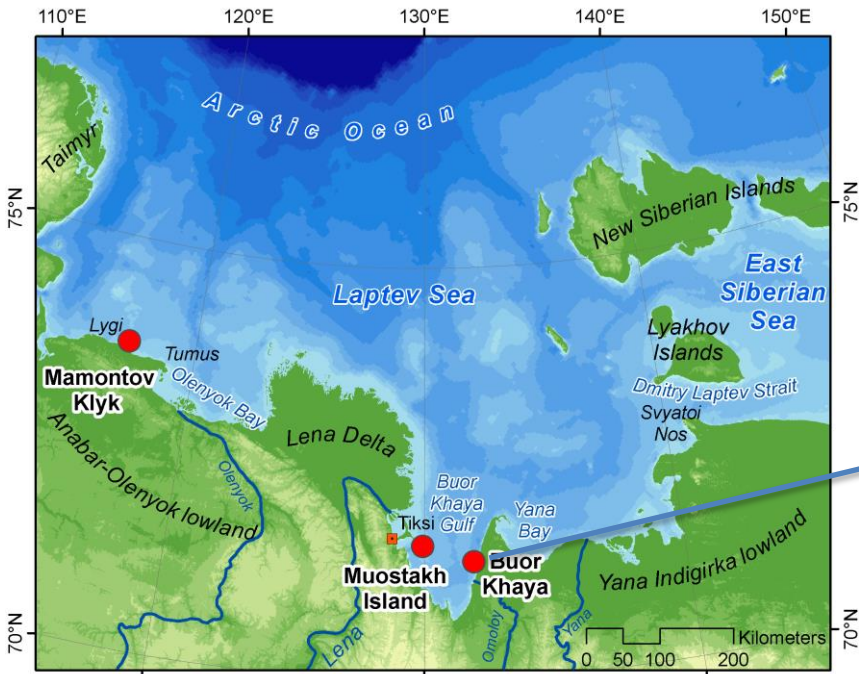 110°E
120°E
130°E
140°E
150°E
Arctic Ocean
Taimyr
75°N
75°N
New Siberian Islands
East
Siberian
Sea
Laptev Sea
Lygi
Tumus
Lyakhov
Islands
Mamontov
Klyk
Olenyok Bay
Dmitry Laptev Strait
Svyatoi
Nos
Anabar-Olenyok lowland
Lena Delta
Olenyok
Buor
Khaya
Gulf
Yana
Bay
Tiksi
Muostakh
Island
Buor
Khaya
Yana Indigirka lowland
Lena
Omoloy
Yana
70°N
70°N
Kilometers
0 50 100 200